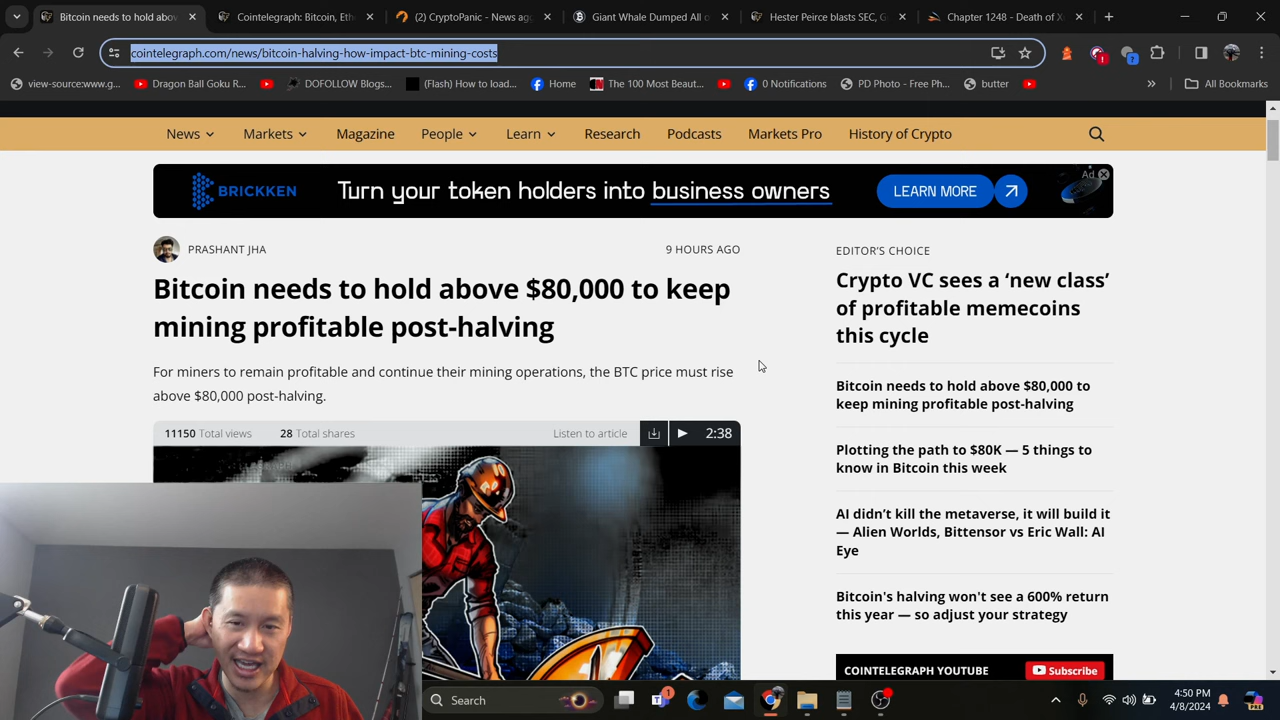 Bitcoin needs to hold abov
Cointelegraph: Bitcoin, Eth
(2) CryptoPanic - News ag
Giant Whale Dumped All o
Hester Peirce blasts SEC, G
Chapter 1248 - Death of X
cointelegraph.com/news/bitcoin-halving-how-impact-btc-mining-costs
view-source:www.g...
Dragon Ball Goku R...
DOFOLLOW Blogs...
(Flash) How to load...
Home
The 100 Most Beaut...
0 Notifications
PD Photo - Free Ph...
butter
All Bookmarks
News
Markets
Magazine
People
Learn
Research
Podcasts
Markets Pro
History of Crypto
BRICKKEN
Turn your token holders into business owners
LEARN MORE
Ad
PRASHANT JHA
9 HOURS AGO
Bitcoin needs to hold above $80,000 to keep
mining profitable post-halving
For miners to remain profitable and continue their mining operations, the BTC price must rise
above $80,000 post-halving.
11150 Total views
28 Total shares
Listen to article
2:38
EDITOR'S CHOICE
Crypto VC sees a ‘new class’
of profitable memecoins
this cycle
Bitcoin needs to hold above $80,000 to
keep mining profitable post-halving
Plotting the path to $80K — 5 things to
know in Bitcoin this week
AI didn’t kill the metaverse, it will build it
— Alien Worlds, Bittensor vs Eric Wall: AI
Eye
Bitcoin's halving won't see a 600% return
this year — so adjust your strategy
COINTELEGRAPH YOUTUBE
Subscribe
Search
1
4:50 PM
4/8/2024